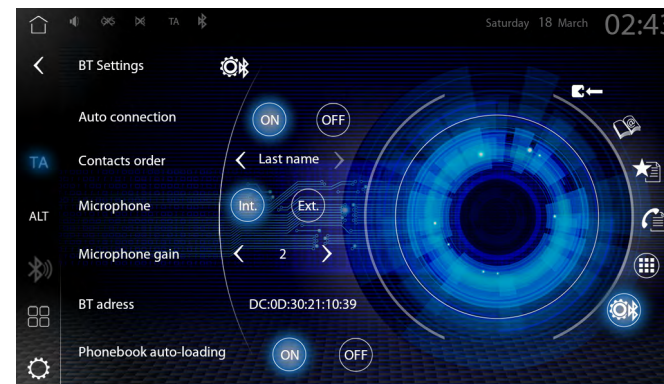 TA
Saturday 18 March 02:43
BT Settings
Auto connection ON OFF
TA
Contacts order Last name
Microphone Int. Ext.
ALT
Microphone gain 2
BT adress DC:0D:30:21:10:39
Phonebook auto-loading ON OFF